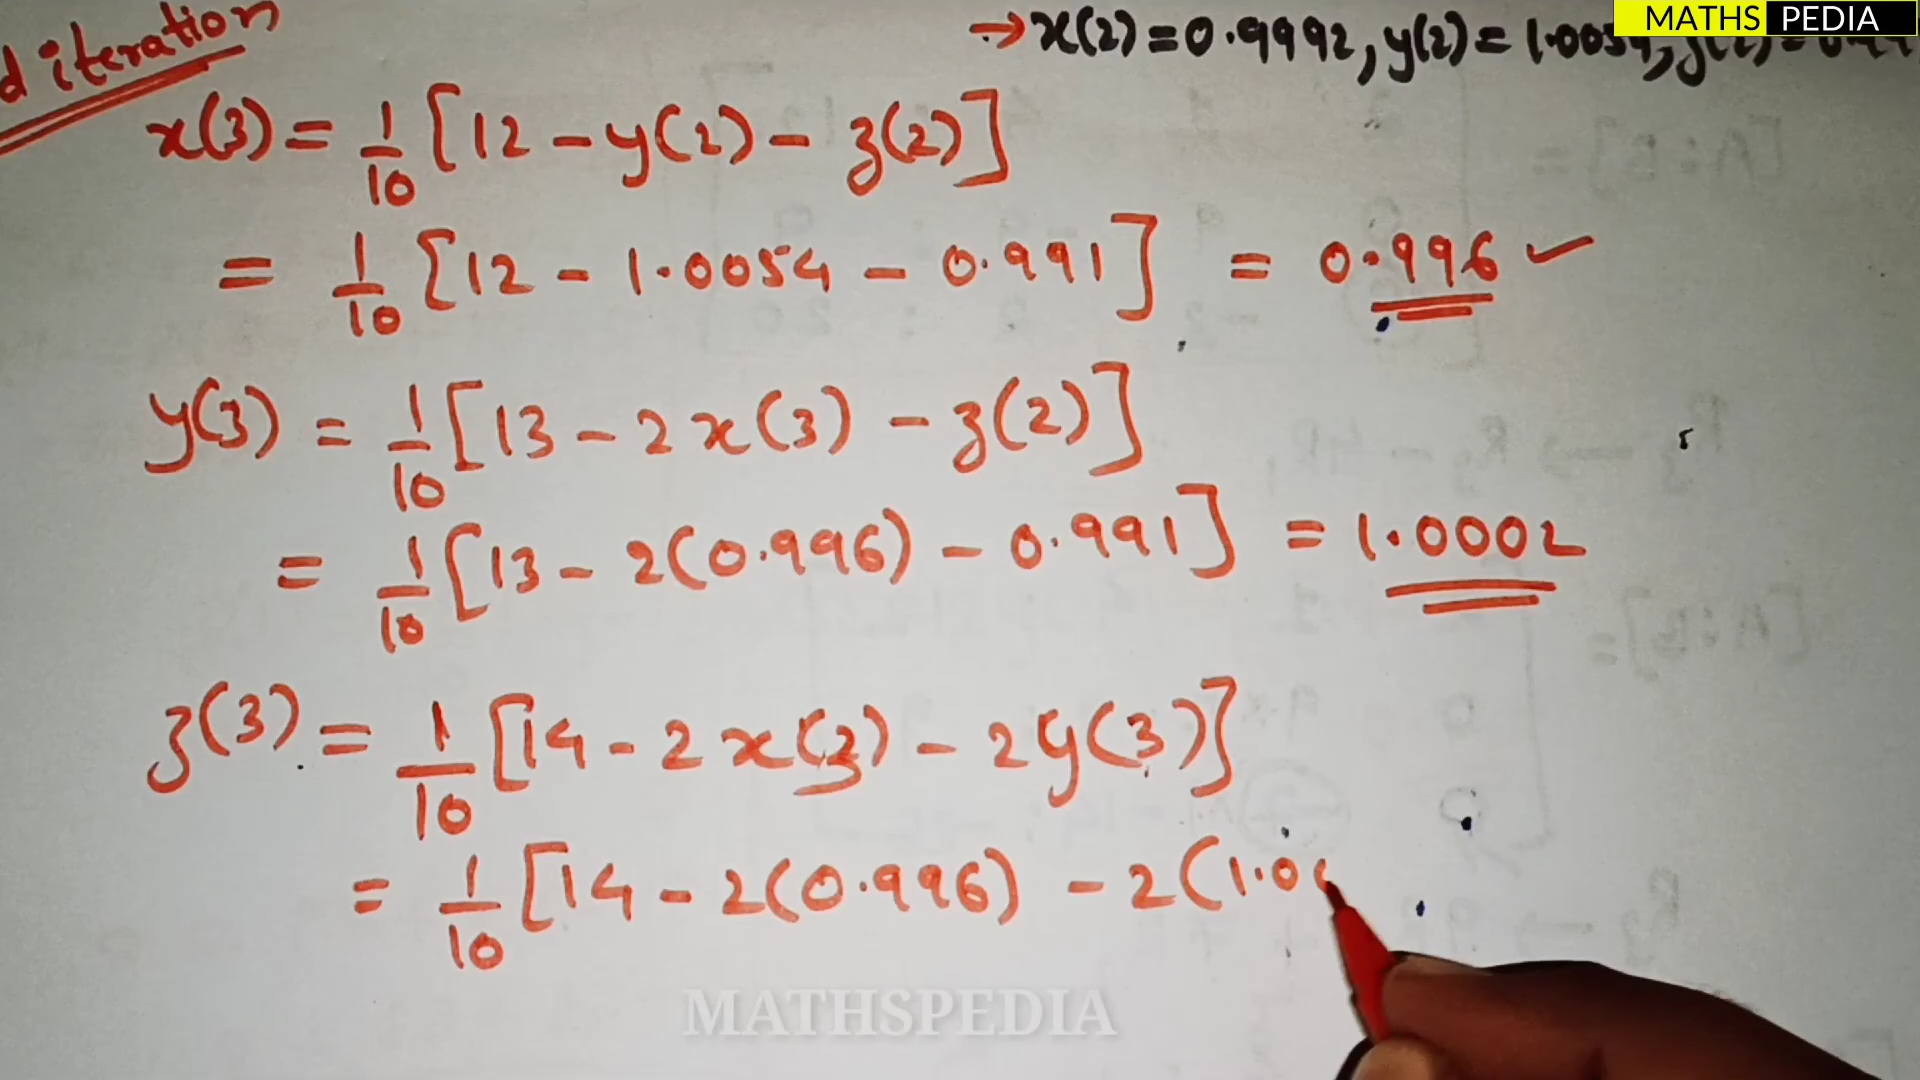 d iteration
→ x(2) = 0.9992, y(2) = 1.0054, z(2) =
MATHS PEDIA
x(3) = 1/10 [12 - y(2) - z(2)]
= 1/10 [12 - 1.0054 - 0.991] = 0.996 ✓
y(3) = 1/10 [13 - 2x(3) - z(2)]
= 1/10 [13 - 2(0.996) - 0.991] = 1.0002
z(3) = 1/10 [14 - 2x(3) - 2y(3)]
= 1/10 [14 - 2(0.996) - 2(1.0
MATHSPEDIA